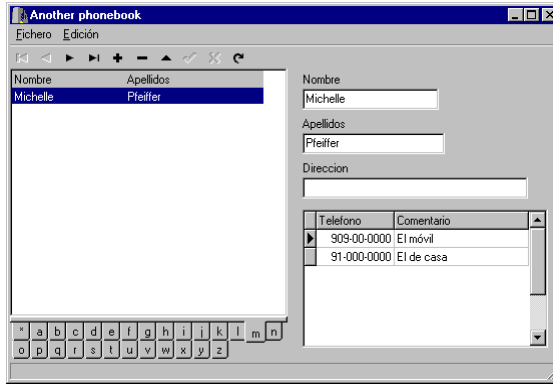 Another phonebook
Fichero Edición
Nombre Apellidos
Michelle Pfeiffer
Nombre
Michelle
Apellidos
Pfeiffer
Direccion
Telefono Comentario
909-00-0000 El móvil
91-000-0000 El de casa
* a b c d e f g h i j k l m n
o p q r s t u v w x y z